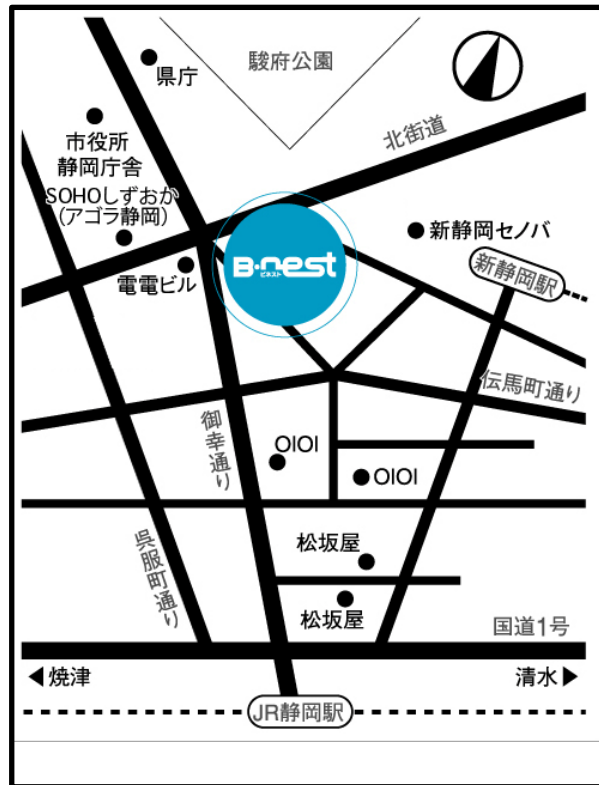 駿府公園
県庁
北街道
市役所
静岡庁舎
SOHOしずおか
（アゴラ静岡）
新静岡セノバ
B・nest
ビネスト
電電ビル
新静岡駅
伝馬町通り
御幸通り
OIOI
OIOI
呉服町通り
松坂屋
松坂屋
国道1号
◀焼津
清水▶
JR静岡駅